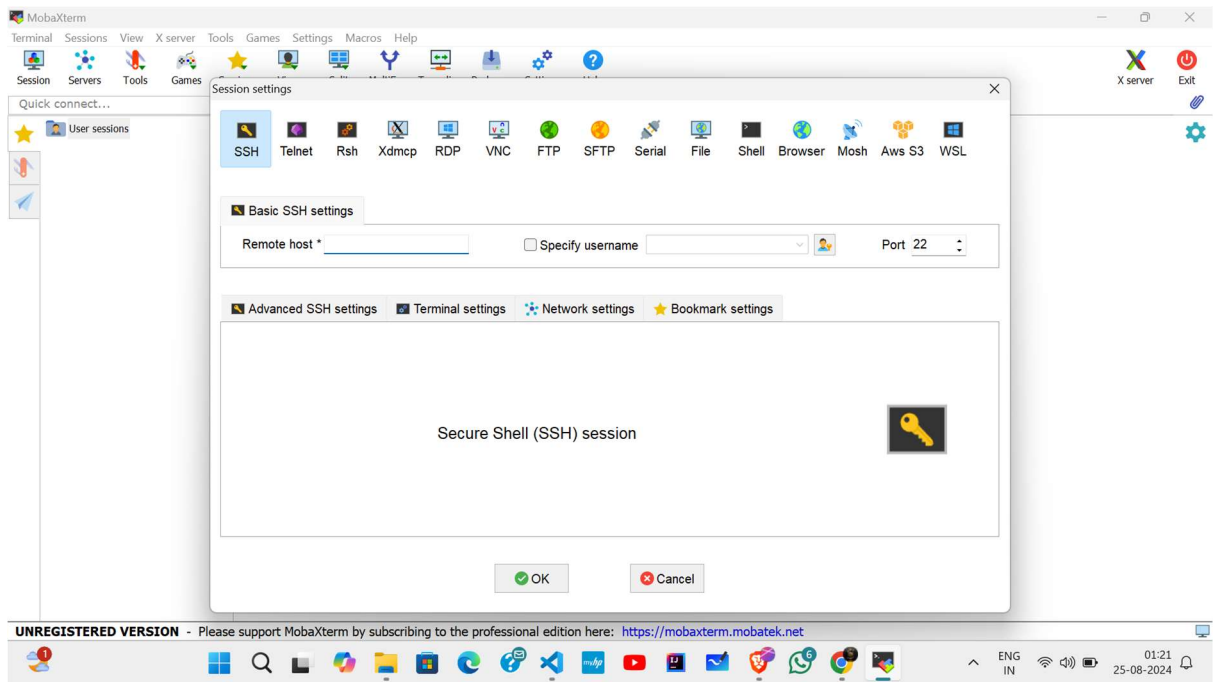 MobaXterm
Terminal Sessions View X server Tools Games Settings Macros Help
Session Servers Tools Games
X server Exit
Quick connect...
User sessions
Session settings
SSH Telnet Rsh Xdmcp RDP VNC FTP SFTP Serial File Shell Browser Mosh Aws S3 WSL
Basic SSH settings
Remote host * Specify username Port 22
Advanced SSH settings Terminal settings Network settings Bookmark settings
Secure Shell (SSH) session
OK Cancel
UNREGISTERED VERSION - Please support MobaXterm by subscribing to the professional edition here: https://mobaxterm.mobatek.net
ENG
IN
01:21
25-08-2024